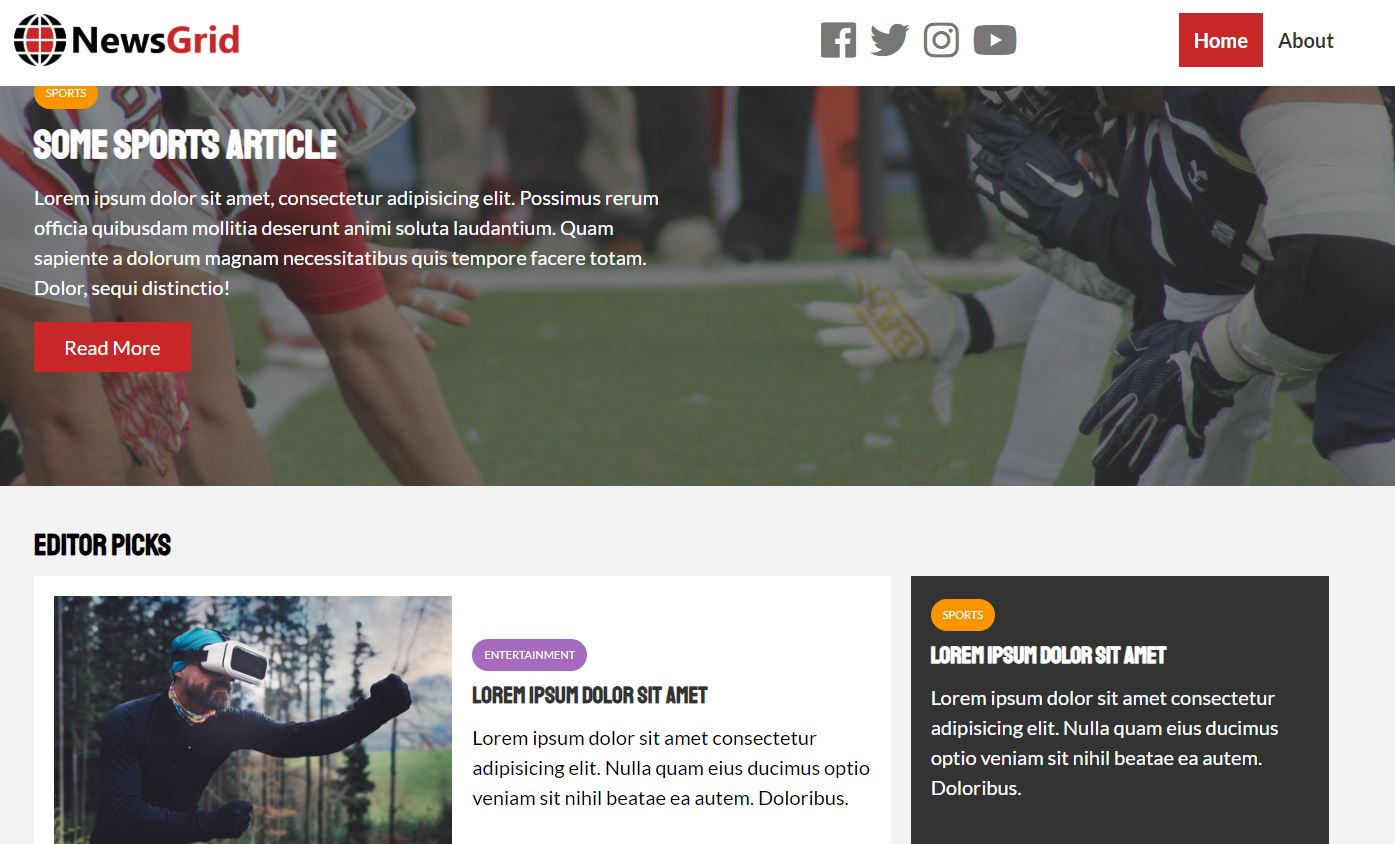 NewsGrid
Home
About
SPORTS
SOME SPORTS ARTICLE
Lorem ipsum dolor sit amet, consectetur adipisicing elit. Possimus rerum
officia quibusdam mollitia deserunt animi soluta laudantium. Quam
sapiente a dolorum magnam necessitatibus quis tempore facere totam.
Dolor, sequi distinctio!
Read More
EDITOR PICKS
ENTERTAINMENT
LOREM IPSUM DOLOR SIT AMET
Lorem ipsum dolor sit amet consectetur
adipisicing elit. Nulla quam eius ducimus optio
veniam sit nihil beatae ea autem. Doloribus.
SPORTS
LOREM IPSUM DOLOR SIT AMET
Lorem ipsum dolor sit amet consectetur
adipisicing elit. Nulla quam eius ducimus
optio veniam sit nihil beatae ea autem.
Doloribus.